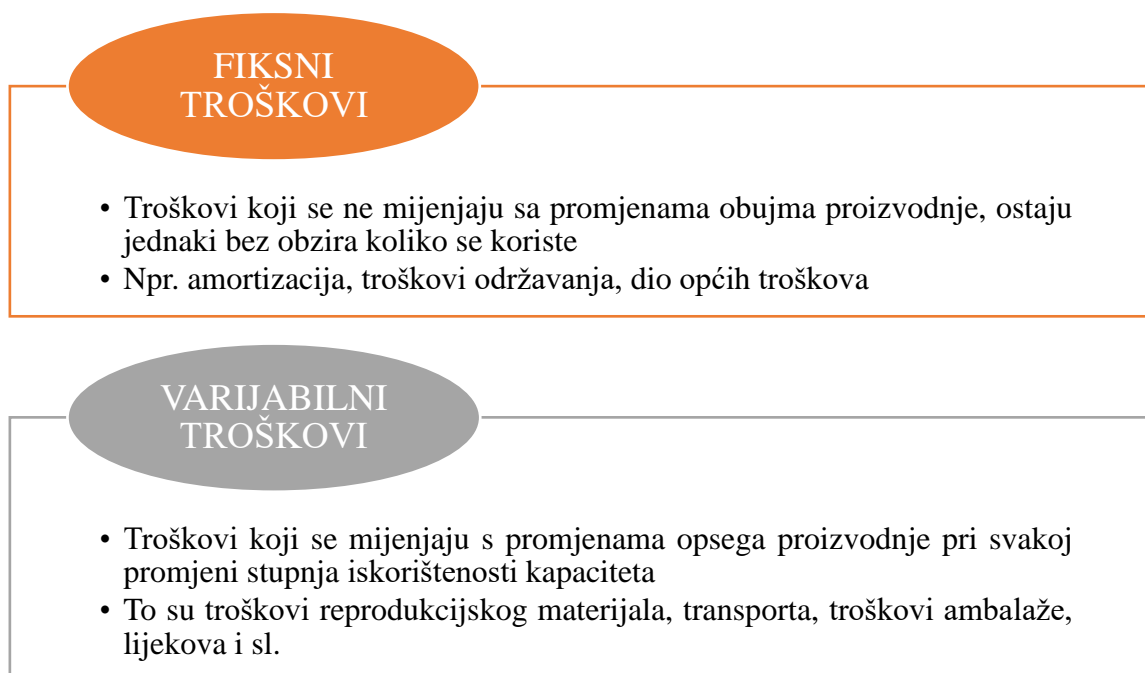 FIKSNI
TROŠKOVI
• Troškovi koji se ne mijenjaju sa promjenama obujma proizvodnje, ostaju
jednaki bez obzira koliko se koriste
• Npr. amortizacija, troškovi održavanja, dio općih troškova
VARIJABILNI
TROŠKOVI
• Troškovi koji se mijenjaju s promjenama opsega proizvodnje pri svakoj
promjeni stupnja iskorištenosti kapaciteta
• To su troškovi reprodukcijskog materijala, transporta, troškovi ambalaže,
lijekova i sl.